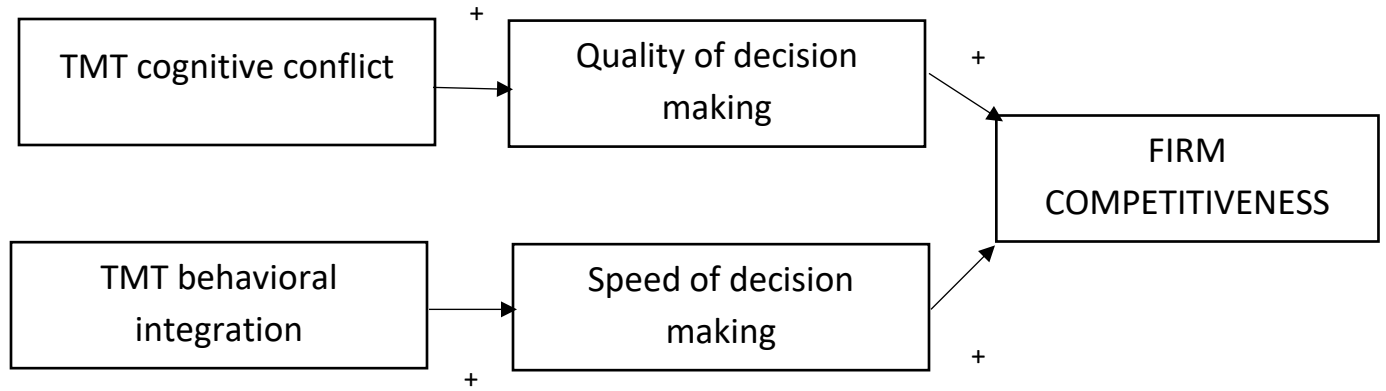 +
TMT cognitive conflict
Quality of decision
making
+
FIRM
COMPETITIVENESS
TMT behavioral
integration
+
Speed of decision
making
+